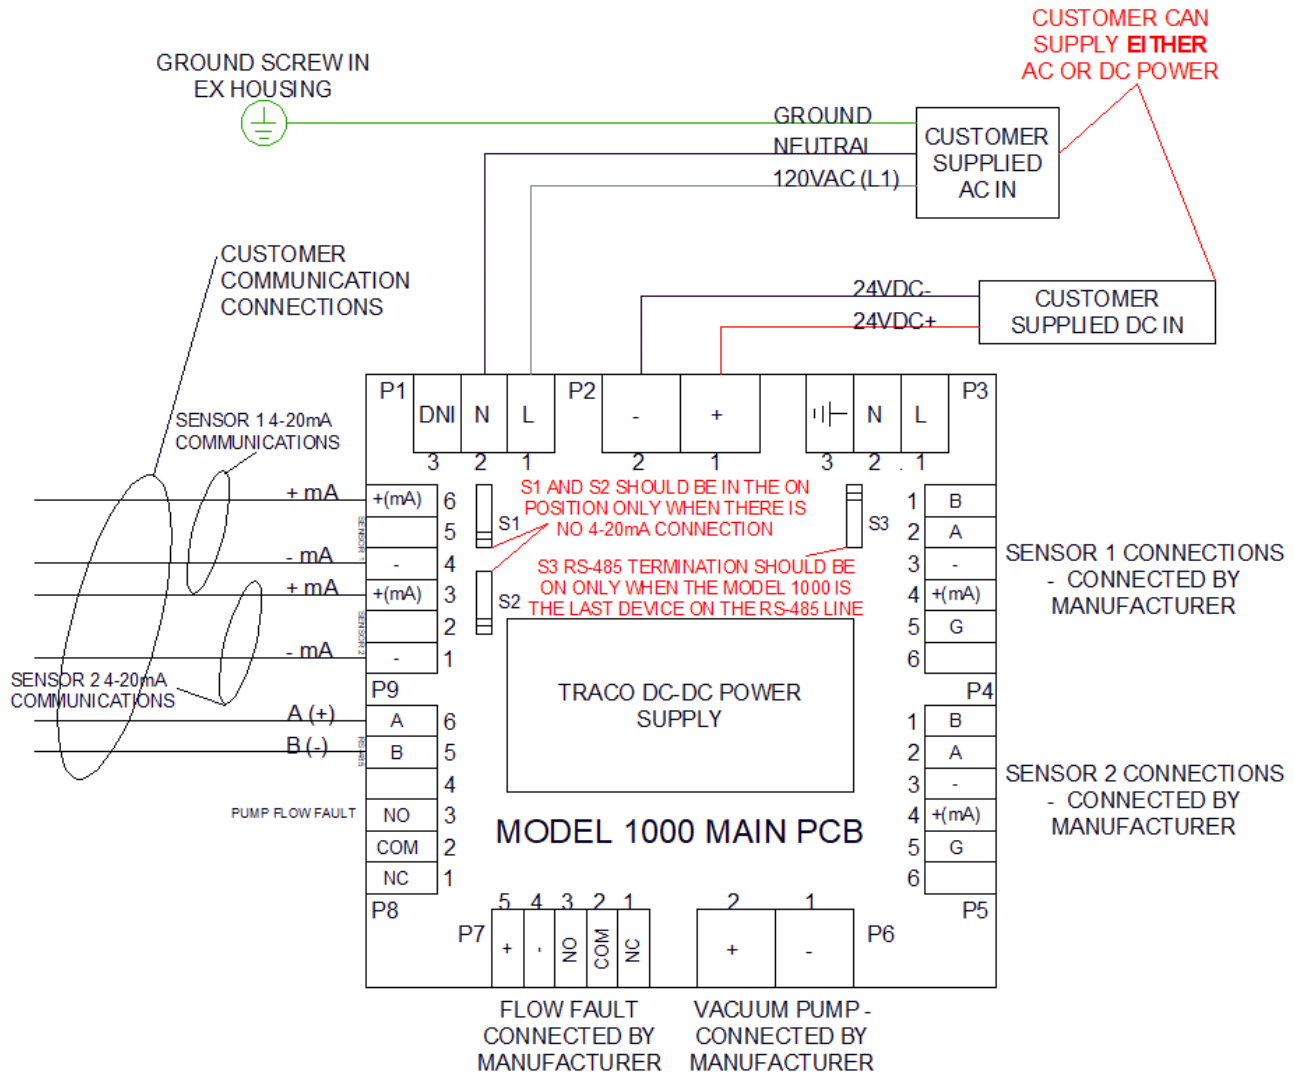 CUSTOMER CAN
SUPPLY EITHER
AC OR DC POWER
GROUND SCREW IN
EX HOUSING
GROUND
NEUTRAL
120VAC (L1)
CUSTOMER
SUPPLIED
AC IN
CUSTOMER
COMMUNICATION
CONNECTIONS
24VDC-
24VDC+
CUSTOMER
SUPPLIED DC IN
P1
DNI
N
L
P2
-
+
N
L
P3
3
2
1
2
1
3
2
1
SENSOR 1 4-20mA
COMMUNICATIONS
+ mA
- mA
+ mA
- mA
SENSOR 2 4-20mA
COMMUNICATIONS
A (+)
B (-)
+(mA) 6
5
- 4
+(mA) 3
2
- 1
SENSOR 1
SENSOR 2
P9
S1
S2
S3
S1 AND S2 SHOULD BE IN THE ON
POSITION ONLY WHEN THERE IS
NO 4-20mA CONNECTION
S3 RS-485 TERMINATION SHOULD BE
ON ONLY WHEN THE MODEL 1000 IS
THE LAST DEVICE ON THE RS-485 LINE
1 B
2 A
3 -
4 +(mA)
5 G
6
P4
SENSOR 1 CONNECTIONS
- CONNECTED BY
MANUFACTURER
TRACO DC-DC POWER
SUPPLY
A 6
B 5
4
NO 3
COM 2
NC 1
RS485
PUMP FLOW FAULT
P8
MODEL 1000 MAIN PCB
1 B
2 A
3 -
4 +(mA)
5 G
6
P5
SENSOR 2 CONNECTIONS
- CONNECTED BY
MANUFACTURER
5
4
3
2
1
P7
+
-
NO
COM
NC
2
1
+
-
P6
FLOW FAULT
CONNECTED BY
MANUFACTURER
VACUUM PUMP -
CONNECTED BY
MANUFACTURER